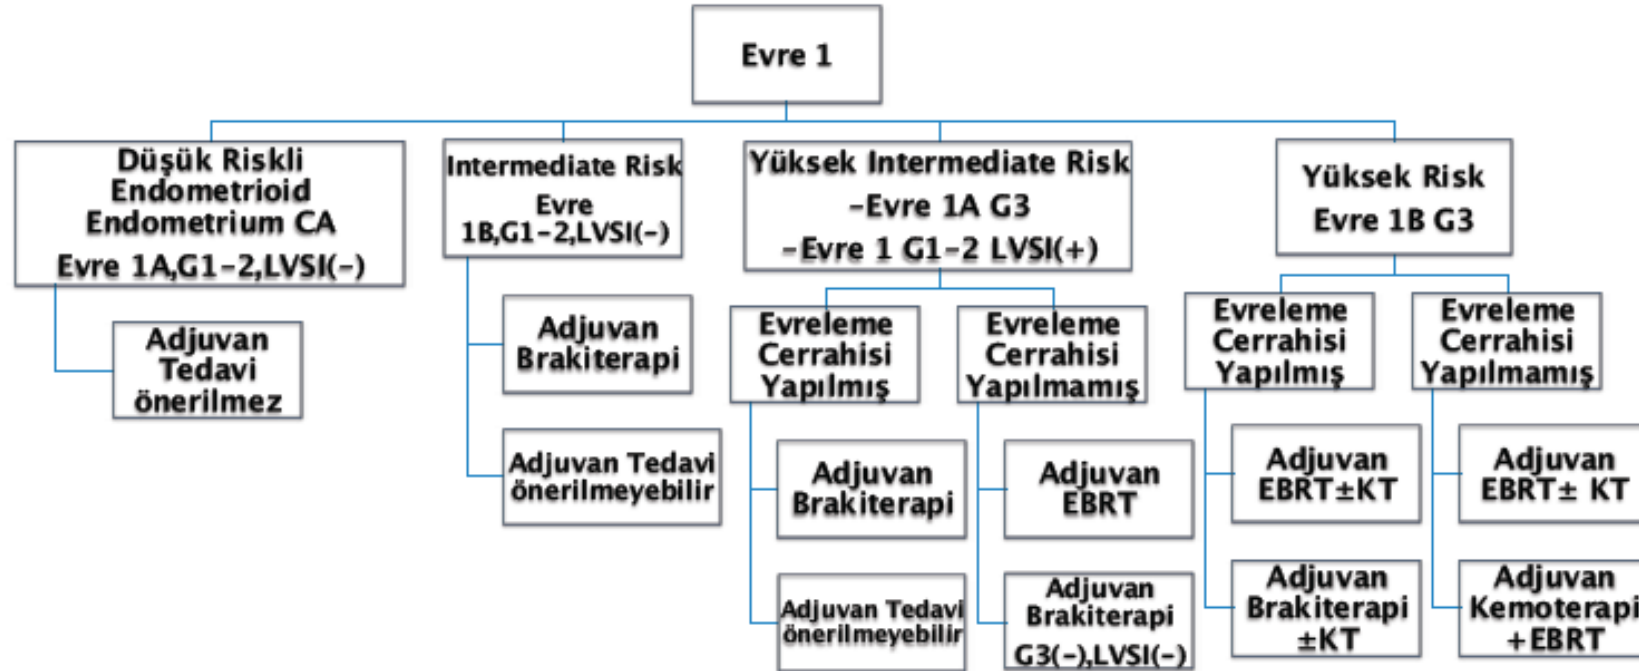 Evre 1
Düşük Riskli
Endometrioid
Endometrium CA
Evre 1A,G1-2,LVSI(-)
Adjuvan
Tedavi
önerilmez
Intermediate Risk
Evre
1B,G1-2,LVSI(-)
Adjuvan
Brakiterapi
Adjuvan Tedavi
önerilmeyebilir
Yüksek Intermediate Risk
-Evre 1A G3
-Evre 1 G1-2 LVSI(+)
Evreleme
Cerrahisi
Yapılmış
Adjuvan
Brakiterapi
Adjuvan Tedavi
önerilmeyebilir
Evreleme
Cerrahisi
Yapılmamış
Adjuvan
EBRT
Adjuvan
Brakiterapi
G3(-),LVSI(-)
Yüksek Risk
Evre 1B G3
Evreleme
Cerrahisi
Yapılmış
Adjuvan
EBRT±KT
Adjuvan
Brakiterapi
±KT
Evreleme
Cerrahisi
Yapılmamış
Adjuvan
EBRT± KT
Adjuvan
Kemoterapi
+EBRT